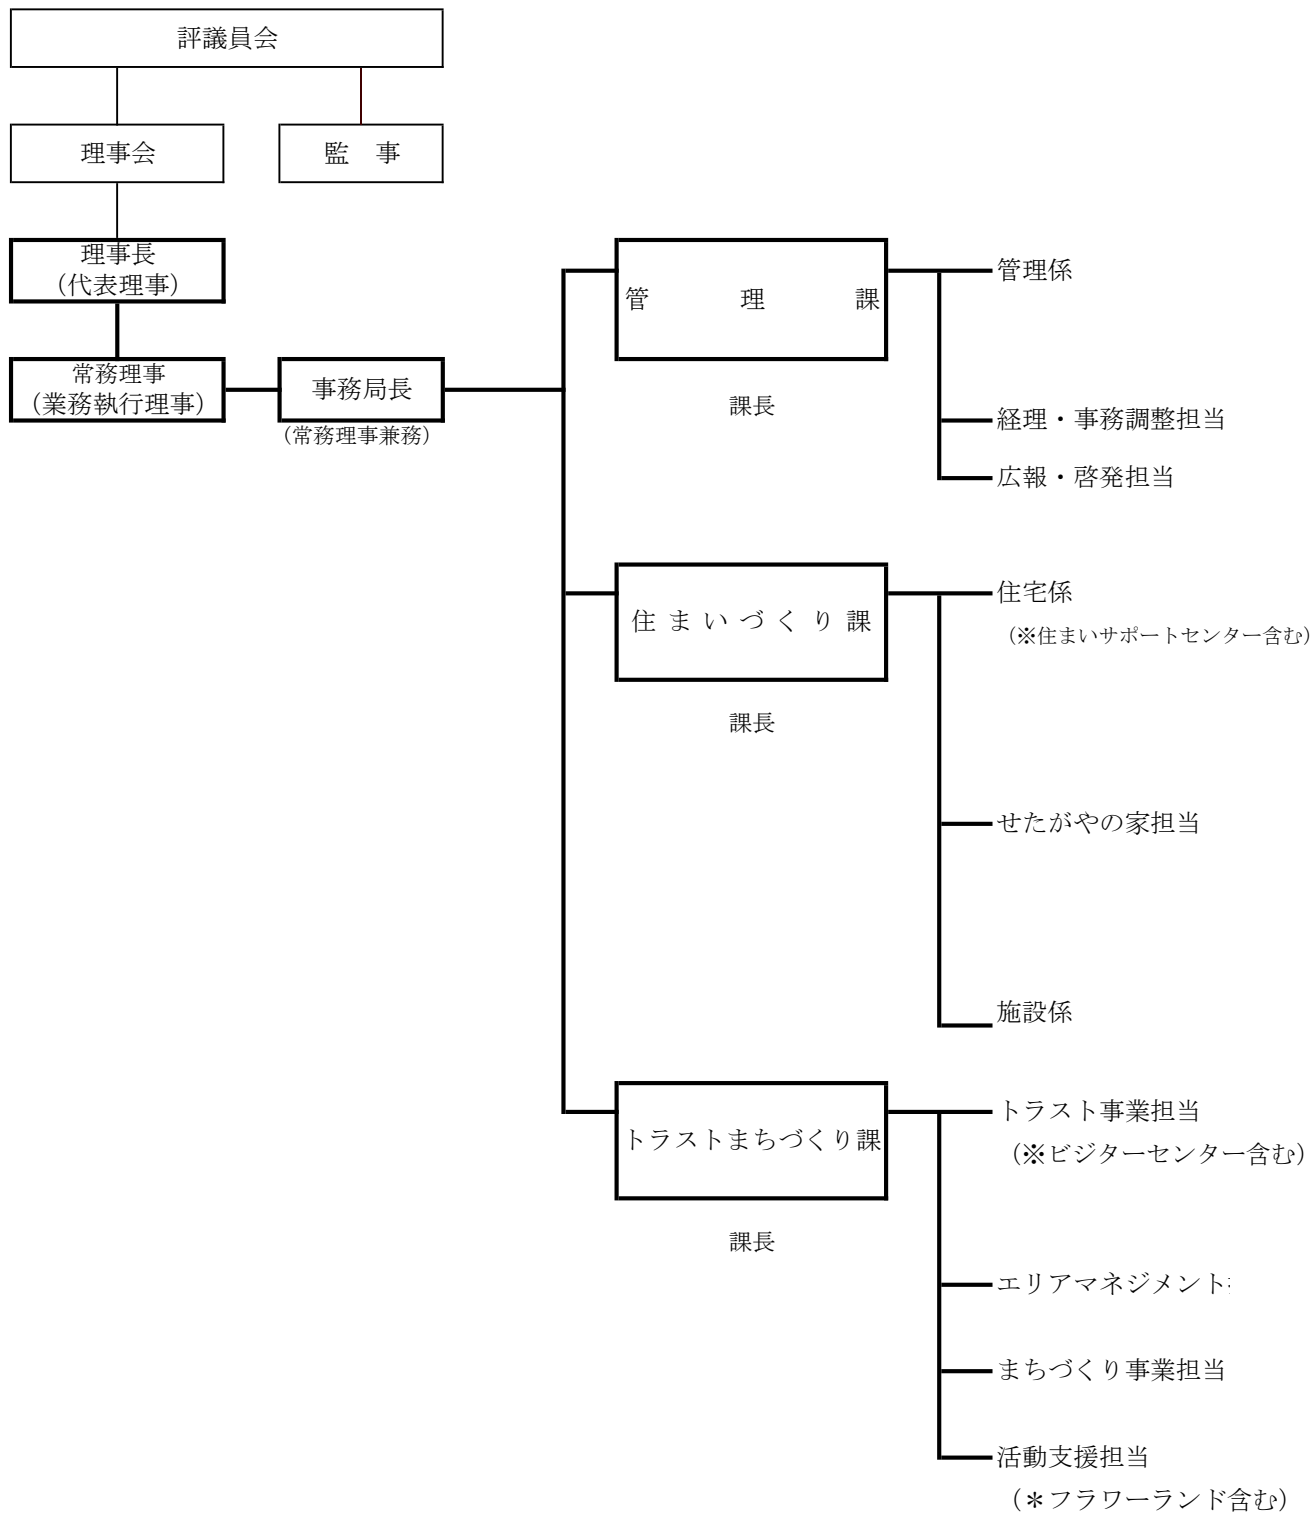 評議員会
理事会
監　事
理事長
（代表理事）
常務理事
（業務執行理事）
事務局長
（常務理事兼務）
管　理　課
課長
管理係
経理・事務調整担当
広報・啓発担当
住まいづくり課
課長
住宅係
（※住まいサポートセンター含む）
せたがやの家担当
施設係
トラストまちづくり課
課長
トラスト事業担当
（※ビジターセンター含む）
エリアマネジメント
まちづくり事業担当
活動支援担当
（＊フラワーランド含む）